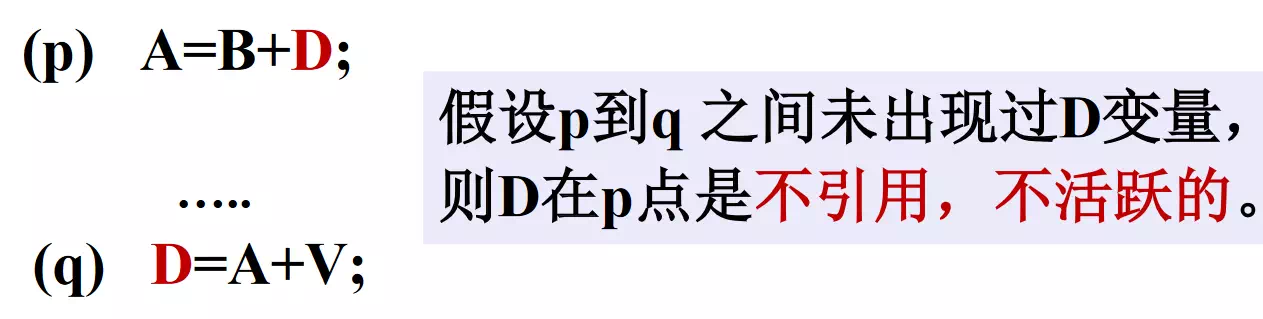 (p) A=B+D;
假设p到q 之间未出现过D变量，
则D在p点是不引用，不活跃的。
…..
(q) D=A+V;